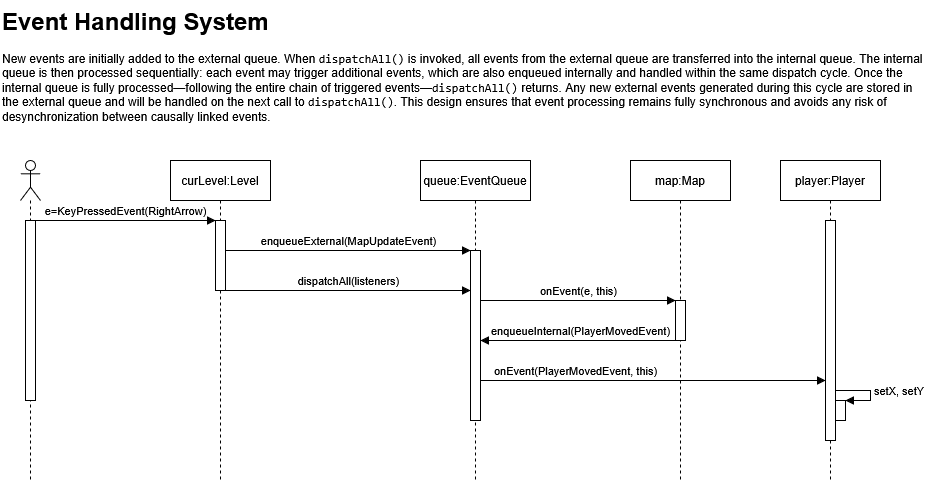 Event Handling System
New events are initially added to the external queue. When dispatchAll() is invoked, all events from the external queue are transferred into the internal queue. The internal
queue is then processed sequentially: each event may trigger additional events, which are also enqueued internally and handled within the same dispatch cycle. Once the
internal queue is fully processed—following the entire chain of triggered events—dispatchAll() returns. Any new external events generated during this cycle are stored in
the external queue and will be handled on the next call to dispatchAll(). This design ensures that event processing remains fully synchronous and avoids any risk of
desynchronization between causally linked events.
curLevel:Level
queue:EventQueue
map:Map
player:Player
e=KeyPressedEvent(RightArrow)
enqueueExternal(MapUpdateEvent)
dispatchAll(listeners)
onEvent(e, this)
enqueueInternal(PlayerMovedEvent)
onEvent(PlayerMovedEvent, this)
setX, setY